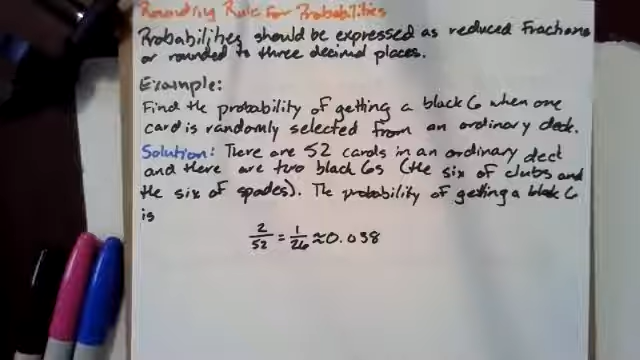 Rounding Rule For Probabilities
Probabilities should be expressed as reduced Fractions
or rounded to three decimal places.
Example:
Find the probability of getting a black 6 when one
card is randomly selected from an ordinary deck.
Solution: There are 52 cards in an ordinary deck
and there are two black 6s (the six of clubs and
the six of spades). The probability of getting a black 6
is
2/52 = 1/26 ≈ 0.038